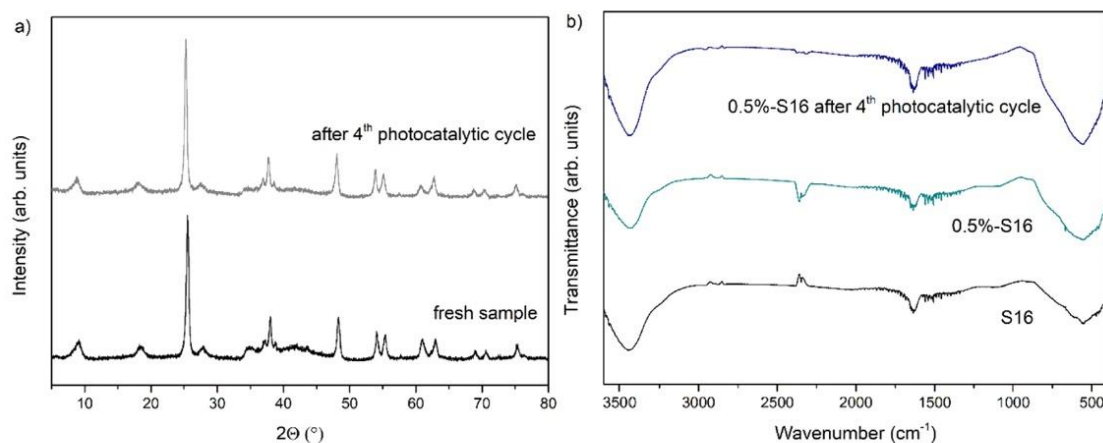 a)
Intensity (arb. units)
after 4th photocatalytic cycle
fresh sample
10 20 30 40 50 60 70 80
2Θ (°)
b)
Transmittance (arb. units)
0.5%-S16 after 4th photocatalytic cycle
0.5%-S16
S16
3500 3000 2500 2000 1500 1000 500
Wavenumber (cm-1)